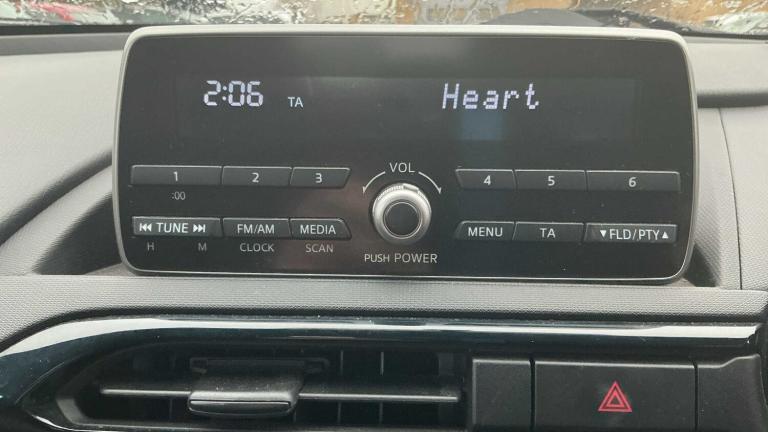 2:06 TA Heart
VOL
1 2 3 4 5 6
:00
⏮ TUNE ⏭ FM/AM MEDIA MENU TA ▼FLD/PTY▲
H M CLOCK SCAN
PUSH POWER